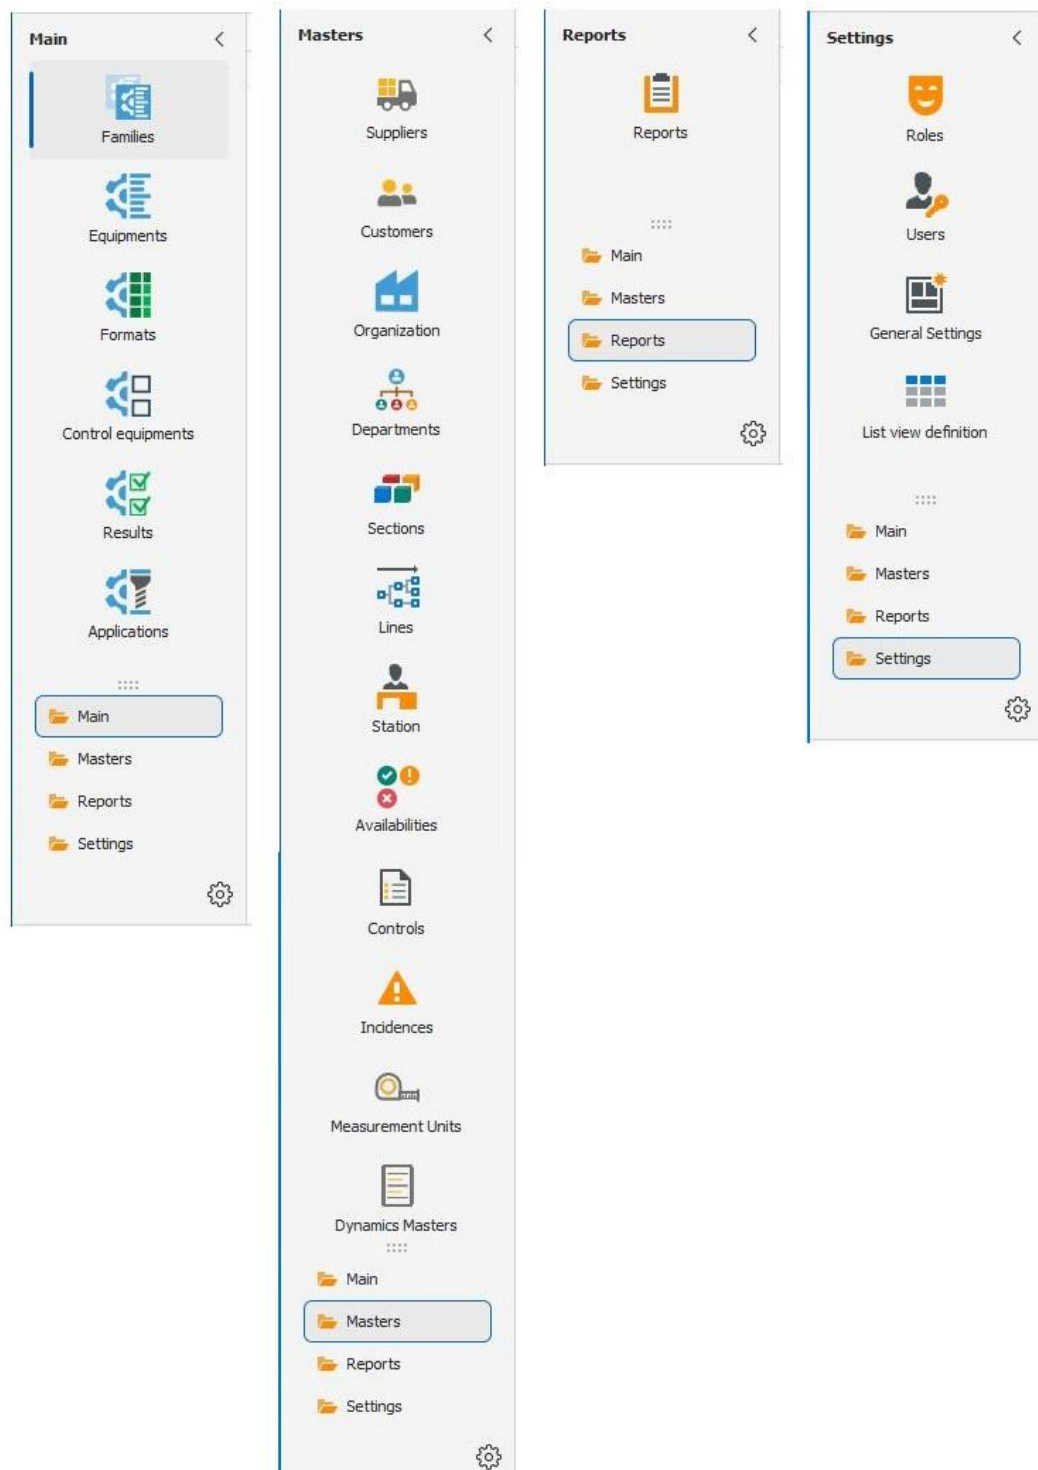 Main
Families
Equipments
Formats
Control equipments
Results
Applications
Main
Masters
Reports
Settings
Masters
Suppliers
Customers
Organization
Departments
Sections
Lines
Station
Availabilities
Controls
Incidences
Measurement Units
Dynamics Masters
Main
Masters
Reports
Settings
Reports
Reports
Main
Masters
Reports
Settings
Settings
Roles
Users
General Settings
List view definition
Main
Masters
Reports
Settings